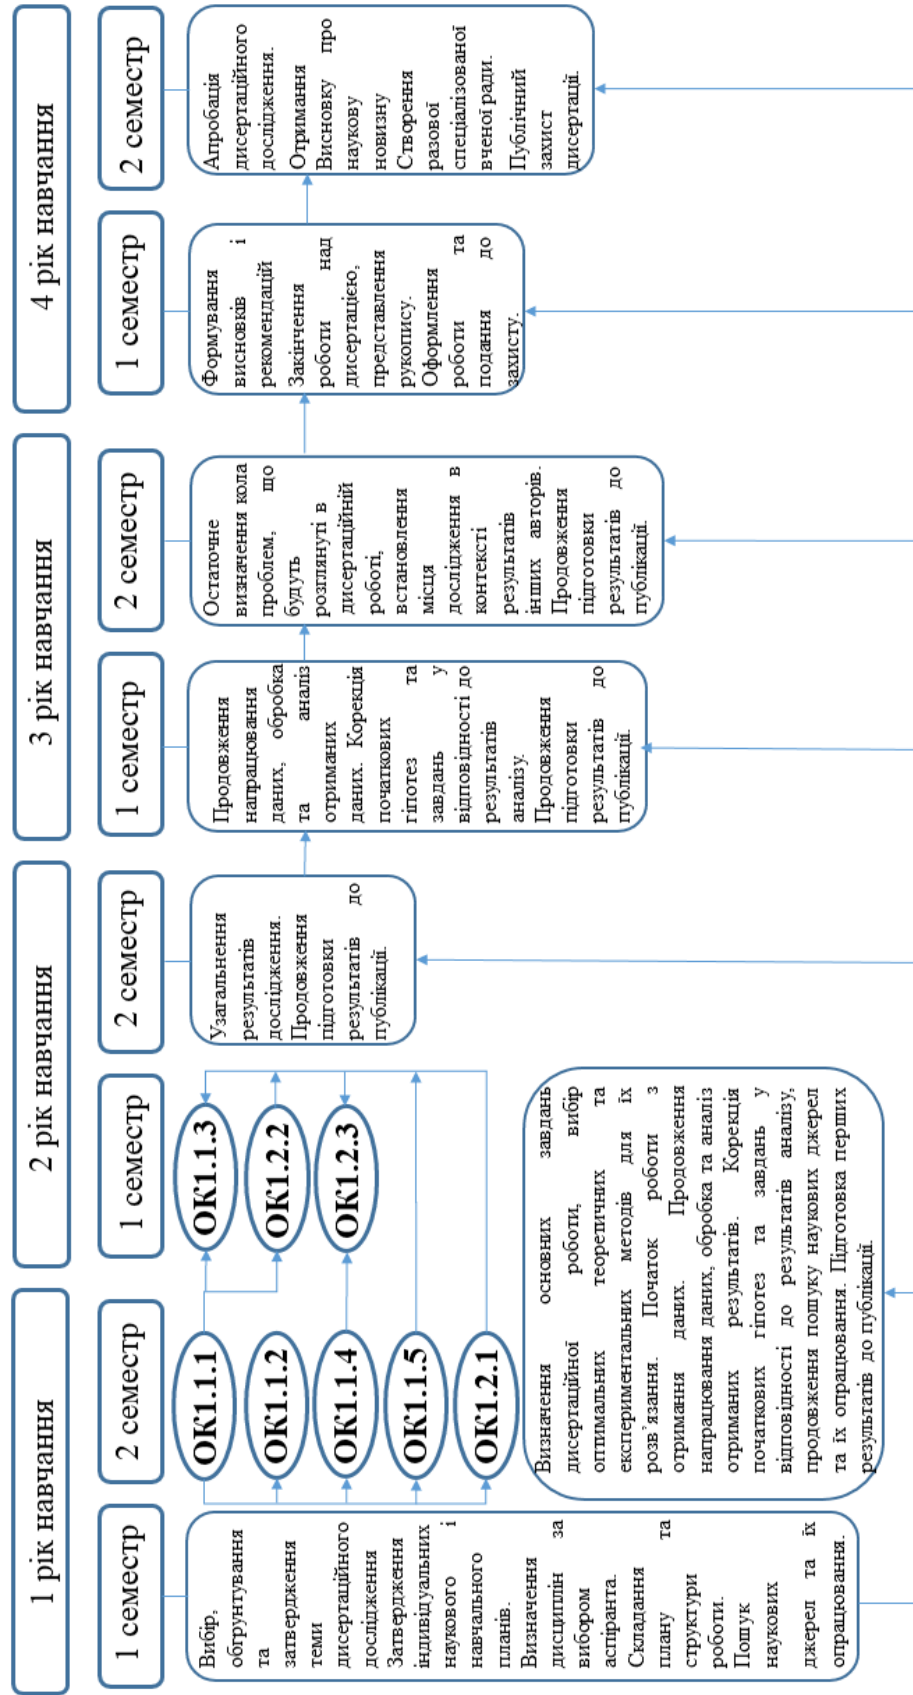 1 рік навчання
2 рік навчання
3 рік навчання
4 рік навчання
1 семестр
2 семестр
1 семестр
2 семестр
1 семестр
2 семестр
1 семестр
2 семестр
Вибір,
обґрунтування
та
затвердження
теми
дисертаційного
дослідження
Затвердження
індивідуальних
наукового і
навчального
планів.
Визначення
дисциплін за
вибором
аспіранта.
Складання
плану та
структури
роботи.
Пошук
наукових
джерел та їх
опрацювання.
ОК1.1.1
ОК1.1.2
ОК1.1.4
ОК1.1.5
ОК1.2.1
ОК1.1.3
ОК1.2.2
ОК1.2.3
Визначення основних завдань
дисертаційної роботи, вибір
оптимальних теоретичних та
експериментальних методів для їх
розв’язання. Початок роботи з
отримання даних. Продовження
напрацювання даних, обробка та аналіз
отриманих результатів. Корекція
початкових гіпотез та завдань у
відповідності до результатів аналізу,
продовження пошуку наукових джерел
та їх опрацювання. Підготовка перших
результатів до публікації.
Узагальнення
результатів
дослідження.
Продовження
підготовки
результатів до
публікації.
Продовження
напрацювання
даних, обробка
та аналіз
отриманих
даних. Корекція
початкових
гіпотез та
завдань у
відповідності до
результатів
аналізу.
Продовження
підготовки
результатів до
публікації.
Остаточне
визначення кола
проблем, що
будуть
розглянуті в
дисертаційній
роботі,
встановлення
місця
дослідження в
контексті
результатів
інших авторів.
Продовження
підготовки
результатів до
публікації.
Формування
висновків і
рекомендацій
Закінчення
роботи над
дисертацією,
представлення
рукопису.
Оформлення
роботи та
подання до
захисту.
Апробація
дисертаційного
дослідження.
Отримання
Висновку про
наукову
новизну
Створення
разової
спеціалізованої
вченої ради.
Публічний
захист
дисертації.